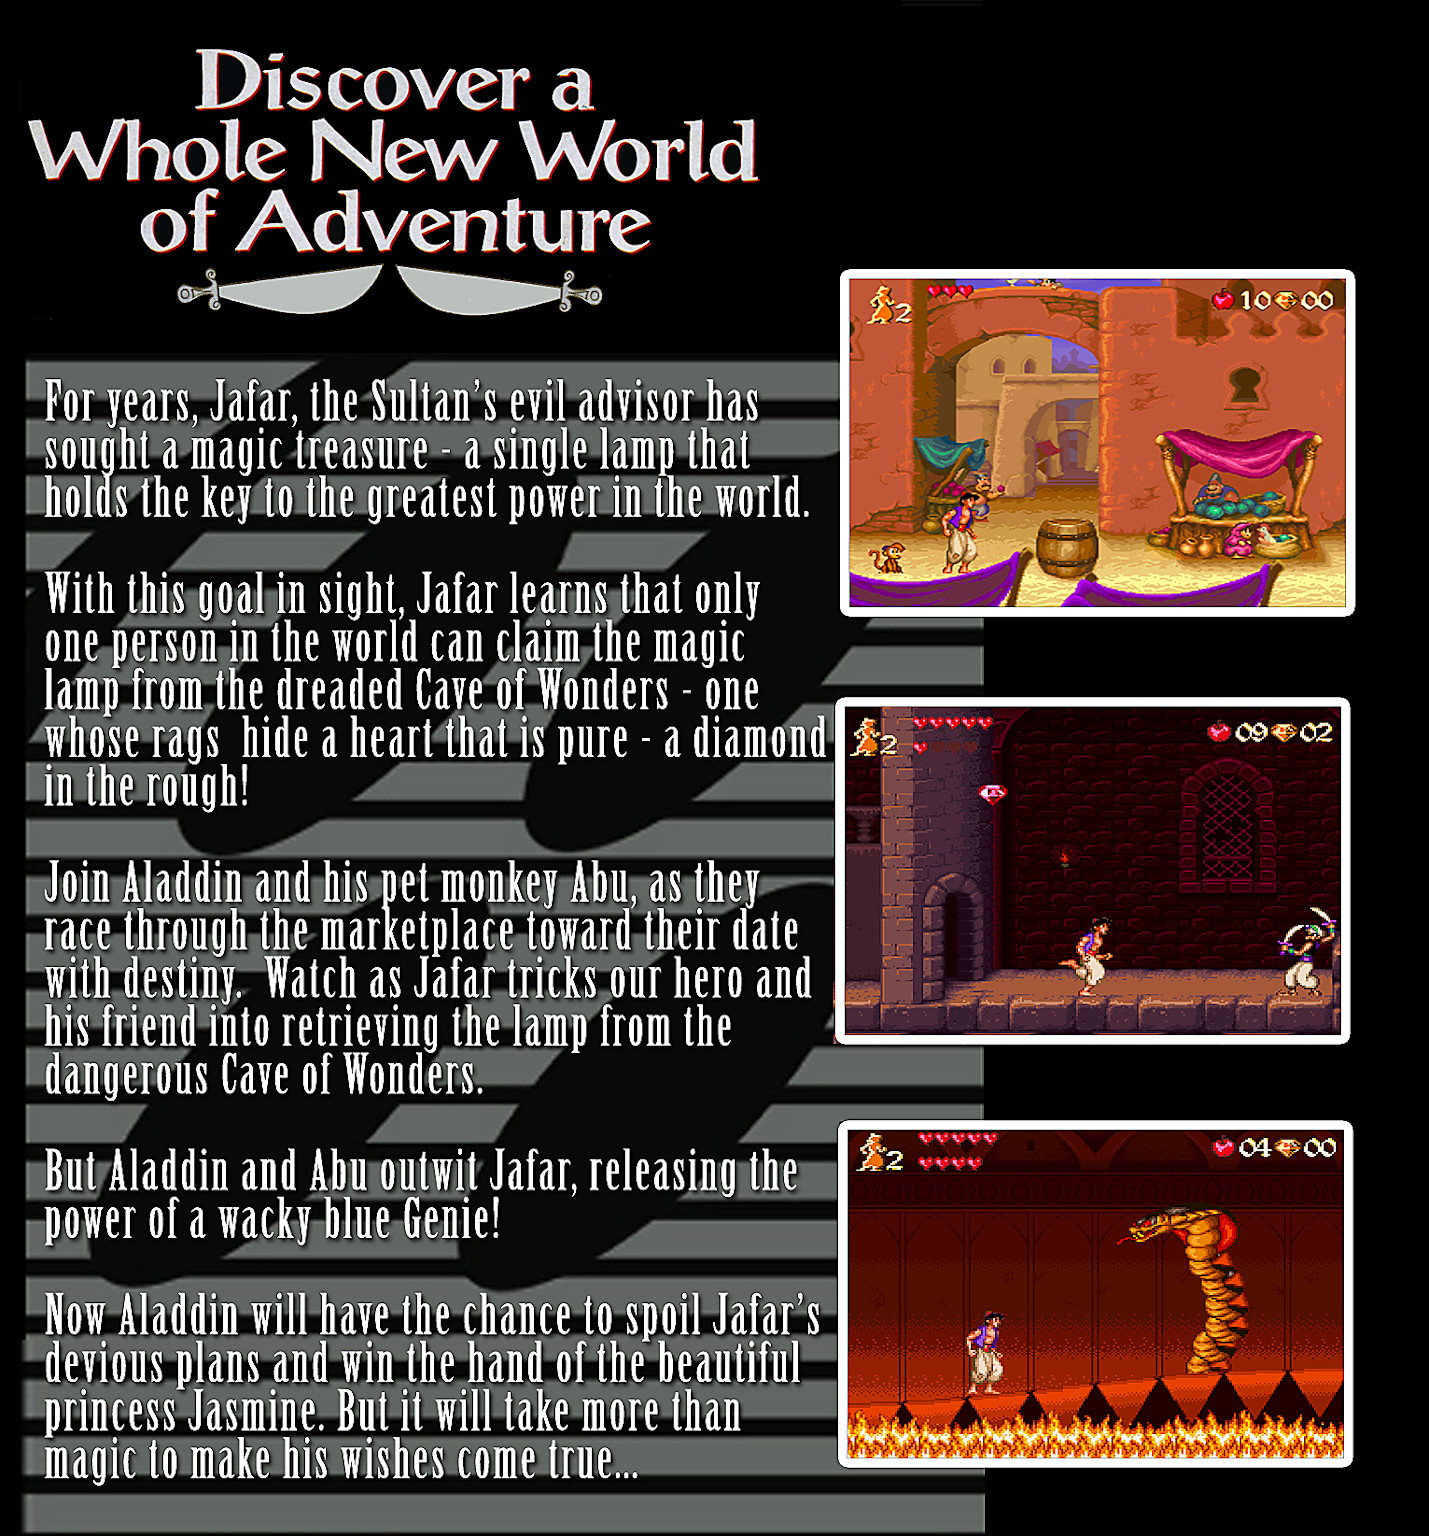 Discover a
Whole New World
of Adventure
For years, Jafar, the Sultan's evil advisor has
sought a magic treasure - a single lamp that
holds the key to the greatest power in the world.
With this goal in sight, Jafar learns that only
one person in the world can claim the magic
lamp from the dreaded Cave of Wonders - one
whose rags  hide a heart that is pure - a diamond
in the rough!
Join Aladdin and his pet monkey Abu, as they
race through the marketplace toward their date
with destiny.  Watch as Jafar tricks our hero and
his friend into retrieving the lamp from the
dangerous Cave of Wonders.
But Aladdin and Abu outwit Jafar, releasing the
power of a wacky blue Genie!
Now Aladdin will have the chance to spoil Jafar's
devious plans and win the hand of the beautiful
princess Jasmine. But it will take more than
magic to make his wishes come true...
2 10 00
2 09 02
2 04 00